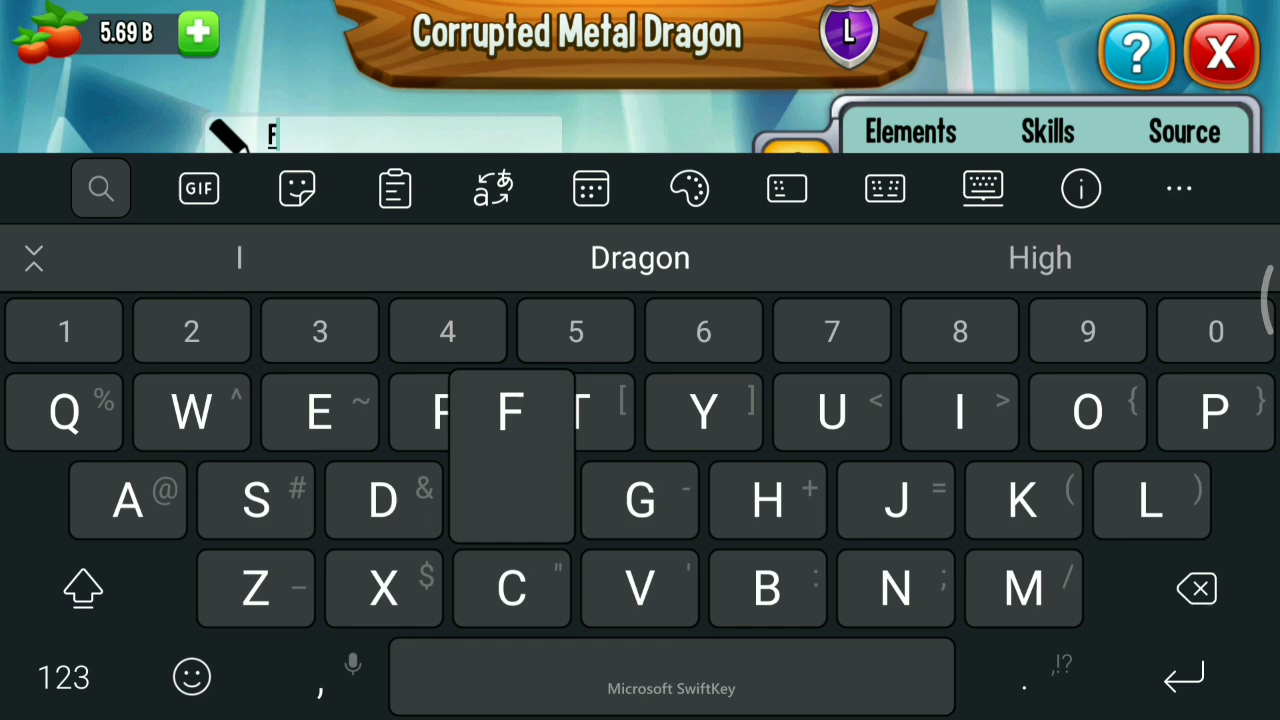 5.69 B
Corrupted Metal Dragon
L
?
X
F
Elements Skills Source
GIF
a あ
I Dragon High
1 2 3 4 5 6 7 8 9 0
Q % W ^ E ~ F T [ Y ] U < I > O { P }
A @ S # D & G - H + J = K ( L )
Z _ X $ C " V ' B : N ; M /
123 , Microsoft SwiftKey . ,!?